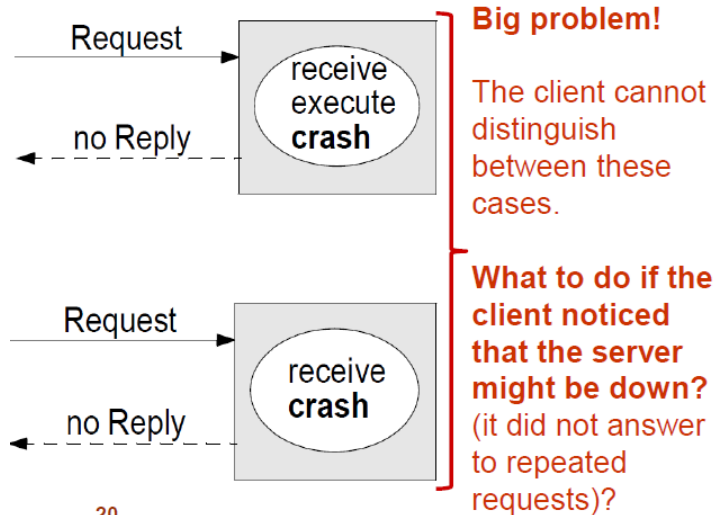 Request
receive
execute
crash
no Reply
Request
receive
crash
no Reply
Big problem!
The client cannot
distinguish
between these
cases.
What to do if the
client noticed
that the server
might be down?
(it did not answer
to repeated
requests)?
20